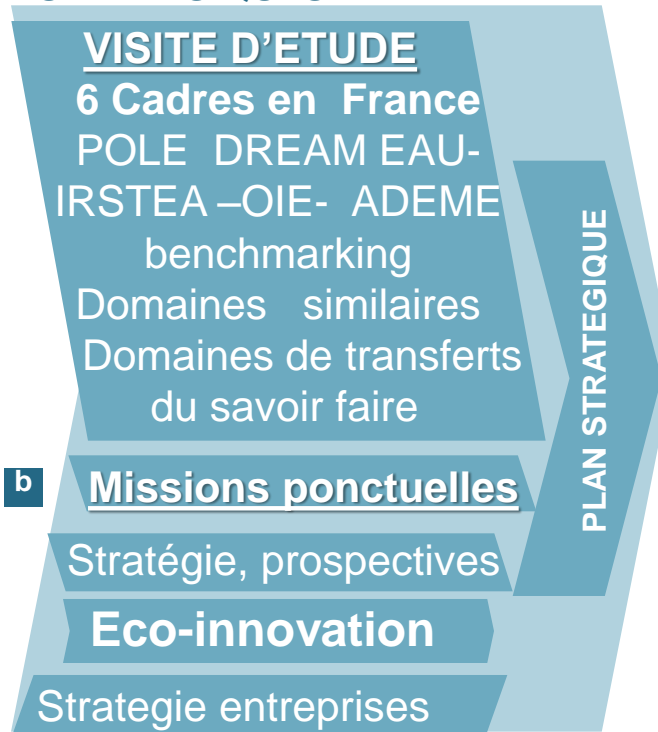 VISITE D'ETUDE
6 Cadres en France
POLE DREAM EAU-
IRSTEA –OIE- ADEME
benchmarking
Domaines similaires
Domaines de transferts
du savoir faire
b
Missions ponctuelles
Stratégie, prospectives
Eco-innovation
Strategie entreprises
PLAN STRATEGIQUE